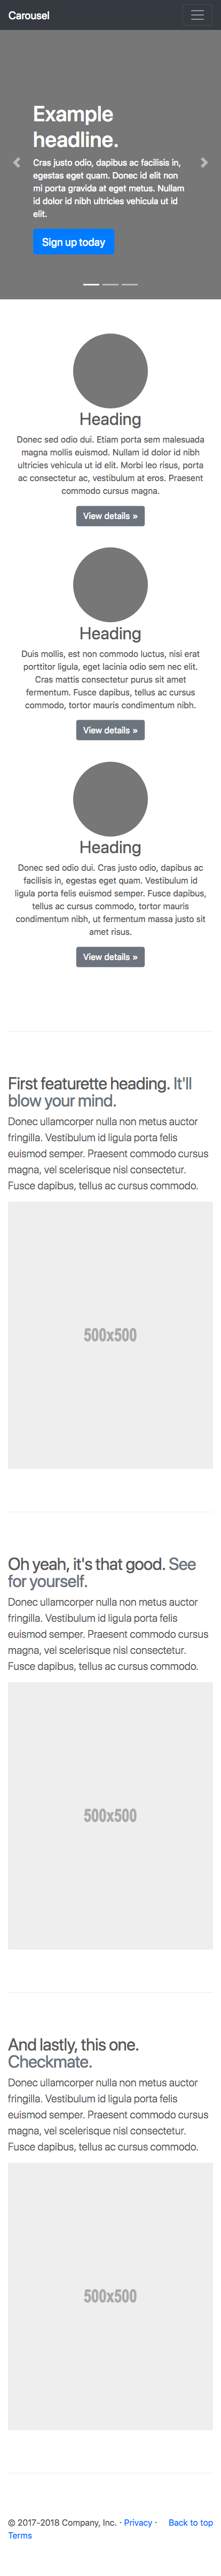 Carousel
Example
headline.
Cras justo odio, dapibus ac facilisis in,
egestas eget quam. Donec id elit non
mi porta gravida at eget metus. Nullam
id dolor id nibh ultricies vehicula ut id
elit.
Sign up today
Heading
Donec sed odio dui. Etiam porta sem malesuada
magna mollis euismod. Nullam id dolor id nibh
ultricies vehicula ut id elit. Morbi leo risus, porta
ac consectetur ac, vestibulum at eros. Praesent
commodo cursus magna.
View details »
Heading
Duis mollis, est non commodo luctus, nisi erat
porttitor ligula, eget lacinia odio sem nec elit.
Cras mattis consectetur purus sit amet
fermentum. Fusce dapibus, tellus ac cursus
commodo, tortor mauris condimentum nibh.
View details »
Heading
Donec sed odio dui. Cras justo odio, dapibus ac
facilisis in, egestas eget quam. Vestibulum id
ligula porta felis euismod semper. Fusce dapibus,
tellus ac cursus commodo, tortor mauris
condimentum nibh, ut fermentum massa justo sit
amet risus.
View details »
First featurette heading. It'll
blow your mind.
Donec ullamcorper nulla non metus auctor
fringilla. Vestibulum id ligula porta felis
euismod semper. Praesent commodo cursus
magna, vel scelerisque nisl consectetur.
Fusce dapibus, tellus ac cursus commodo.
500x500
Oh yeah, it's that good. See
for yourself.
Donec ullamcorper nulla non metus auctor
fringilla. Vestibulum id ligula porta felis
euismod semper. Praesent commodo cursus
magna, vel scelerisque nisl consectetur.
Fusce dapibus, tellus ac cursus commodo.
500x500
And lastly, this one.
Checkmate.
Donec ullamcorper nulla non metus auctor
fringilla. Vestibulum id ligula porta felis
euismod semper. Praesent commodo cursus
magna, vel scelerisque nisl consectetur.
Fusce dapibus, tellus ac cursus commodo.
500x500
© 2017-2018 Company, Inc. · Privacy · Back to top
Terms